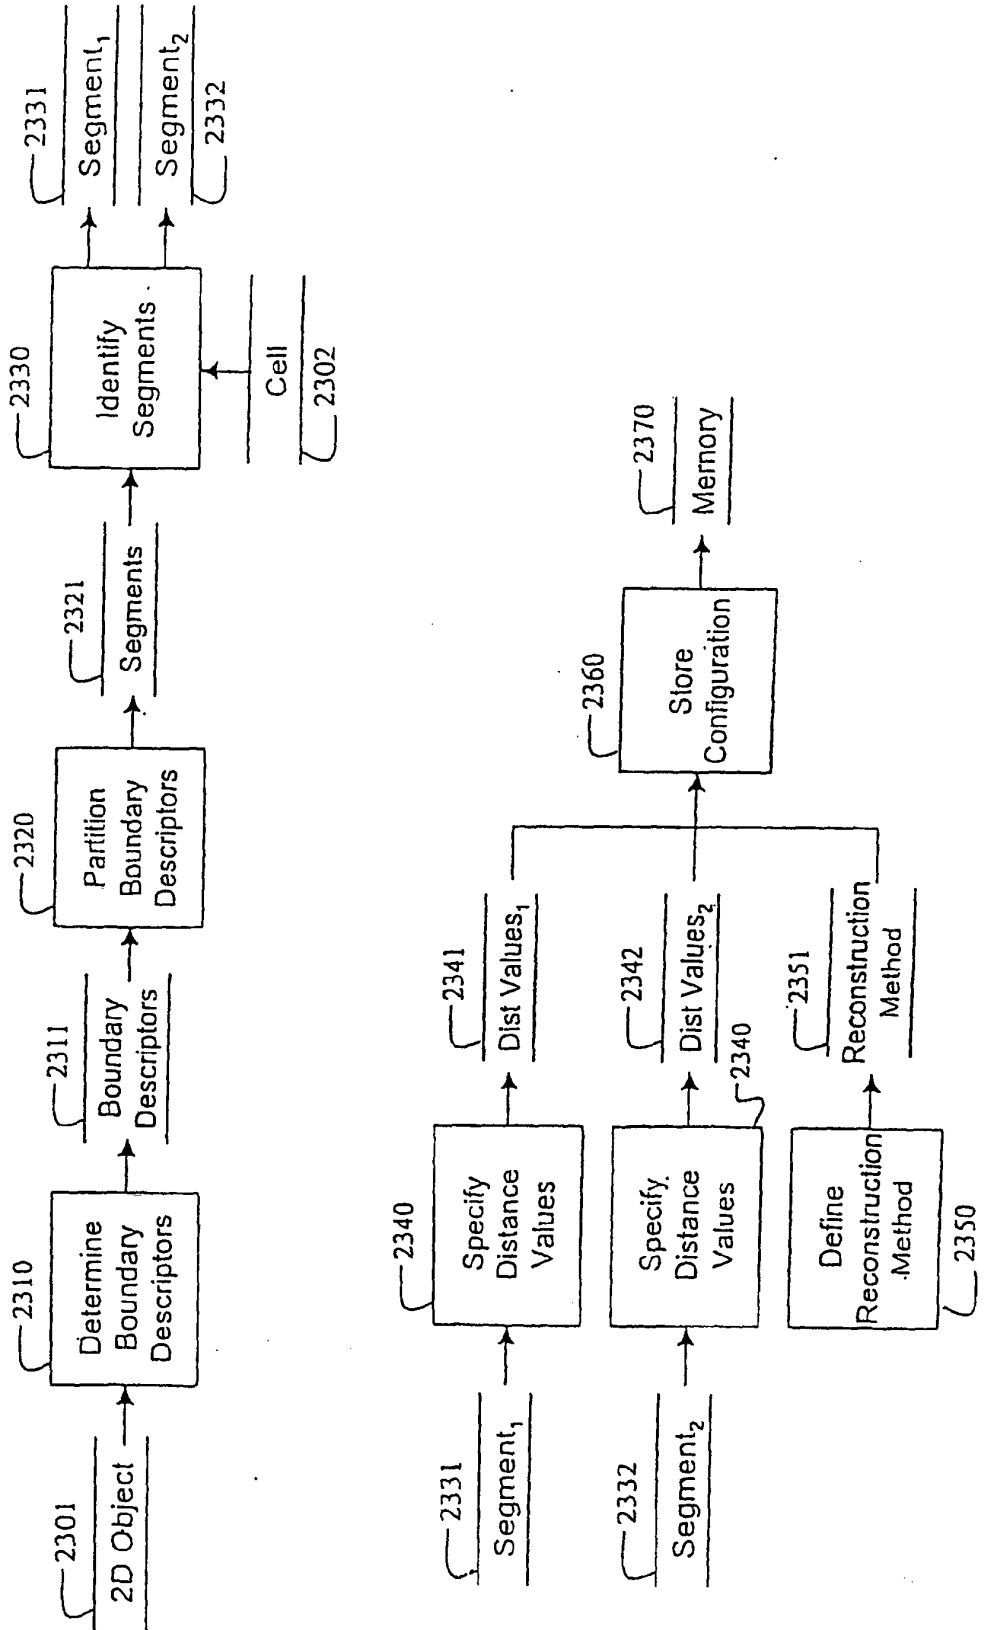 2301
2D Object
2310
Determine
Boundary
Descriptors
2311
Boundary
Descriptors
2320
Partition
Boundary
Descriptors
2321
Segments
2330
Identify
Segments
Cell
2302
2331
Segment₁
Segment₂
2332
2331
Segment₁
2340
Specify
Distance
Values
2341
Dist Values₁
2332
Segment₂
Specify
Distance
Values
2340
2342
Dist Values₂
Define
Reconstruction
Method
2350
2351
Reconstruction
Method
2360
Store
Configuration
2370
Memory